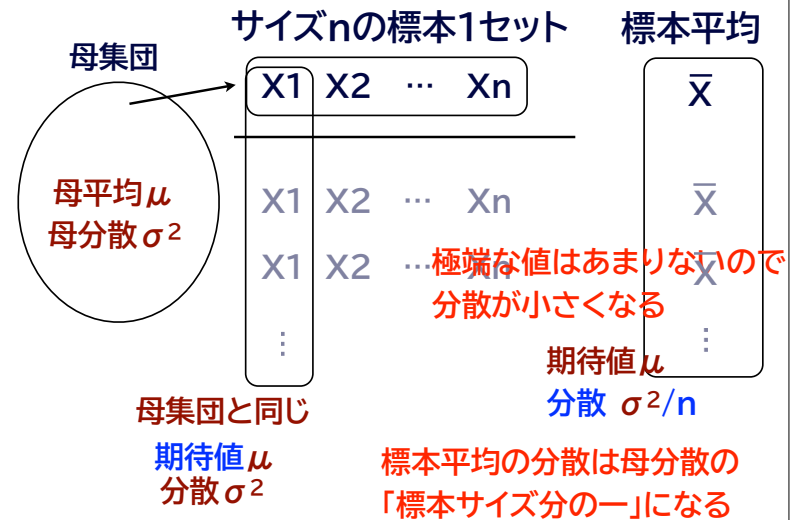 サイズnの標本1セット
標本平均
母集団
X1 X2 … Xn
X̅
母平均μ
母分散σ²
X1 X2 … Xn
X̅
X1 X2 … Xn
X̅
極端な値はあまりないので
分散が小さくなる
⋮
⋮
期待値μ
分散 σ²/n
母集団と同じ
期待値μ
分散σ²
標本平均の分散は母分散の
「標本サイズ分の一」になる